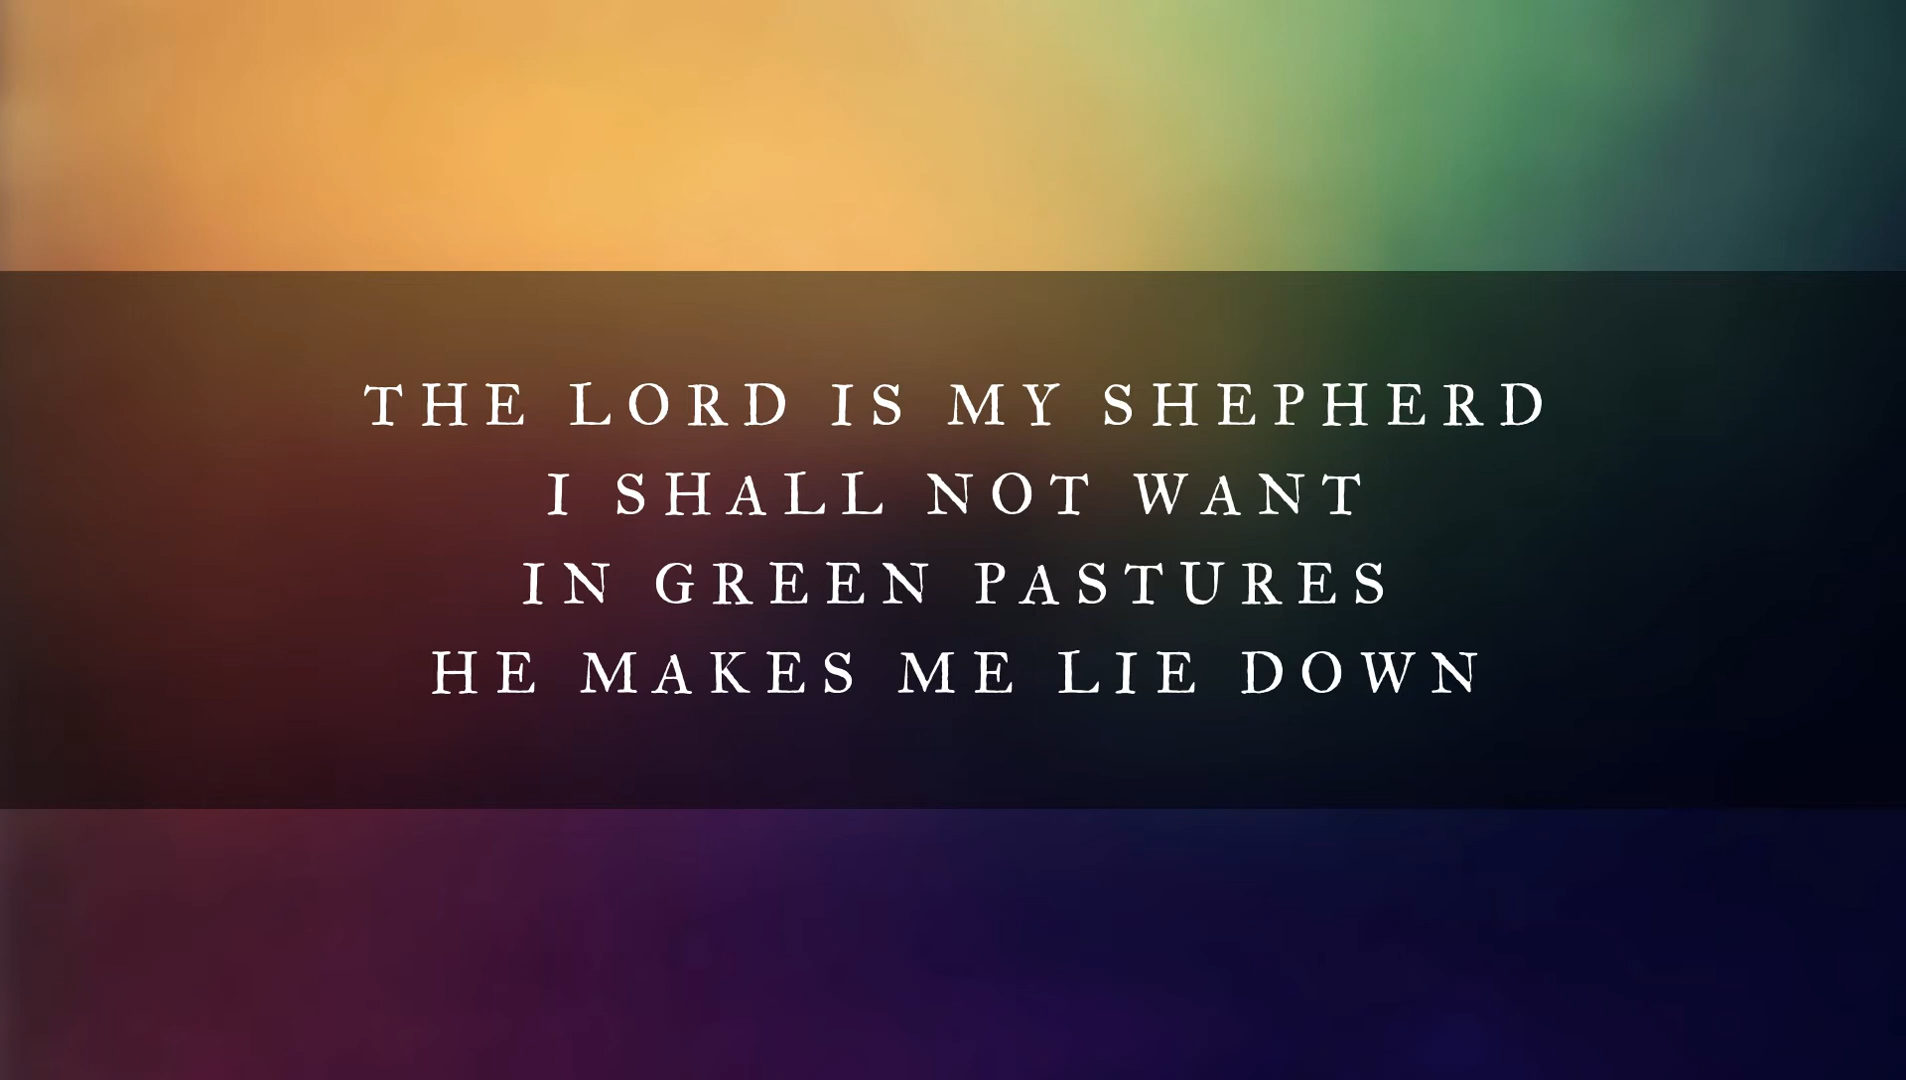 THE LORD IS MY SHEPHERD
I SHALL NOT WANT
IN GREEN PASTURES
HE MAKES ME LIE DOWN